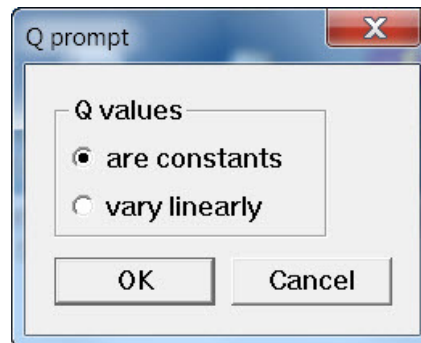 Q prompt
Q values
are constants
vary linearly
OK
Cancel